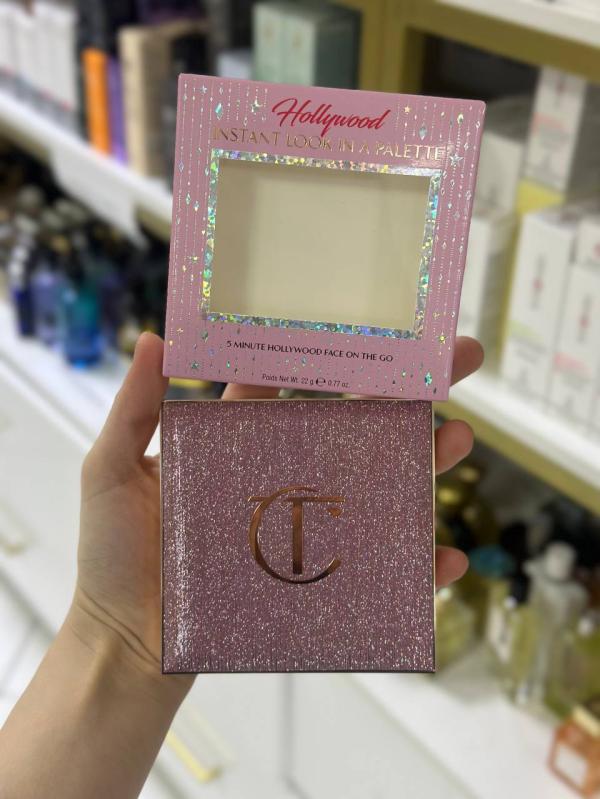 Hollywood
INSTANT LOOK IN A PALETTE
5 MINUTE HOLLYWOOD FACE ON THE GO
Poids Net Wt. 22 g ℮ 0.77 oz.
CT